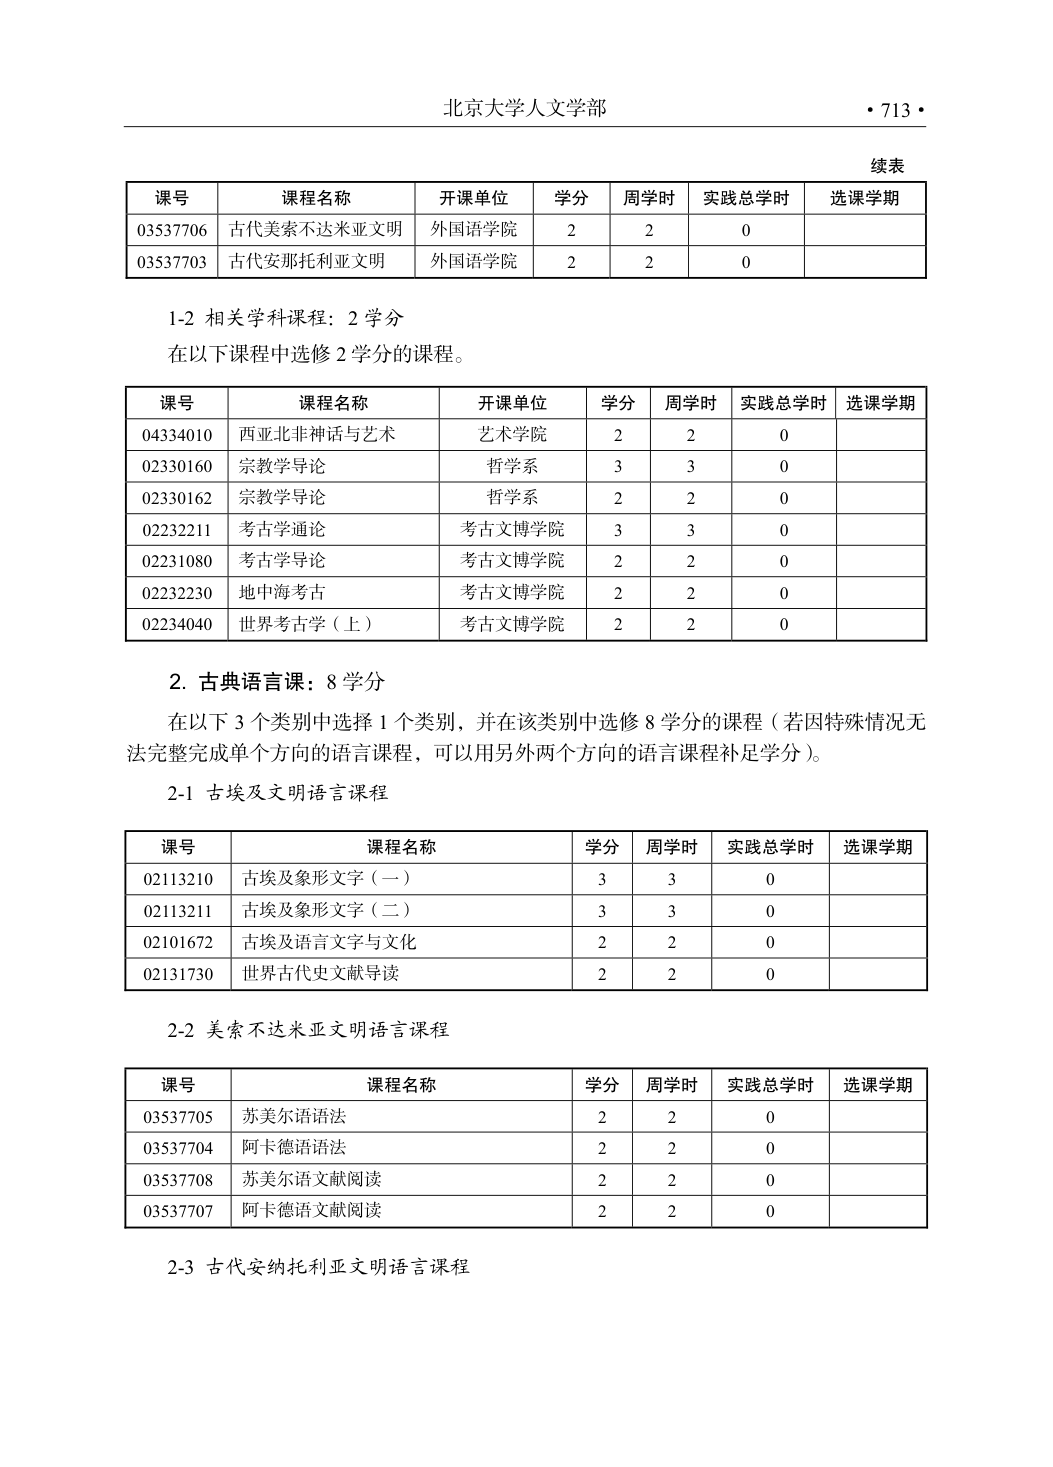 北京大学人文学部 • 713 •
续表
课号 课程名称 开课单位 学分 周学时 实践总学时 选课学期
03537706 古代美索不达米亚文明 外国语学院 2 2 0
03537703 古代安那托利亚文明 外国语学院 2 2 0
1-2 相关学科课程：2 学分
在以下课程中选修 2 学分的课程。
课号 课程名称 开课单位 学分 周学时 实践总学时 选课学期
04334010 西亚北非神话与艺术 艺术学院 2 2 0
02330160 宗教学导论 哲学系 3 3 0
02330162 宗教学导论 哲学系 2 2 0
02232211 考古学通论 考古文博学院 3 3 0
02231080 考古学导论 考古文博学院 2 2 0
02232230 地中海考古 考古文博学院 2 2 0
02234040 世界考古学（上） 考古文博学院 2 2 0
2. 古典语言课：8 学分
在以下 3 个类别中选择 1 个类别，并在该类别中选修 8 学分的课程（若因特殊情况无
法完整完成单个方向的语言课程，可以用另外两个方向的语言课程补足学分）。
2-1 古埃及文明语言课程
课号 课程名称 学分 周学时 实践总学时 选课学期
02113210 古埃及象形文字（一） 3 3 0
02113211 古埃及象形文字（二） 3 3 0
02101672 古埃及语言文字与文化 2 2 0
02131730 世界古代史文献导读 2 2 0
2-2 美索不达米亚文明语言课程
课号 课程名称 学分 周学时 实践总学时 选课学期
03537705 苏美尔语语法 2 2 0
03537704 阿卡德语语法 2 2 0
03537708 苏美尔语文献阅读 2 2 0
03537707 阿卡德语文献阅读 2 2 0
2-3 古代安纳托利亚文明语言课程